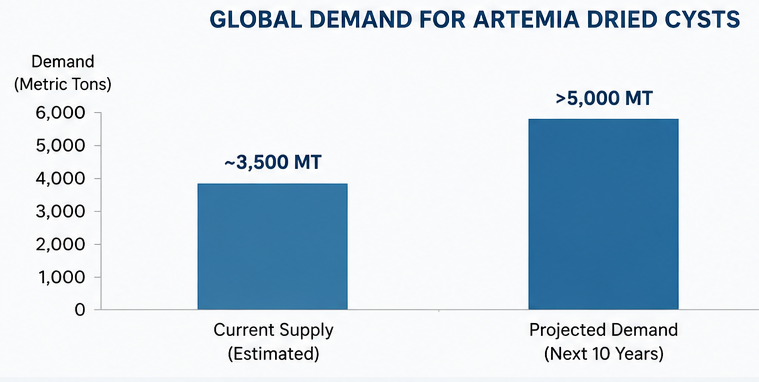 GLOBAL DEMAND FOR ARTEMIA DRIED CYSTS
Demand
(Metric Tons)
6,000
5,000
4,000
3,000
2,000
1,000
0
~3,500 MT
>5,000 MT
Current Supply
(Estimated)
Projected Demand
(Next 10 Years)